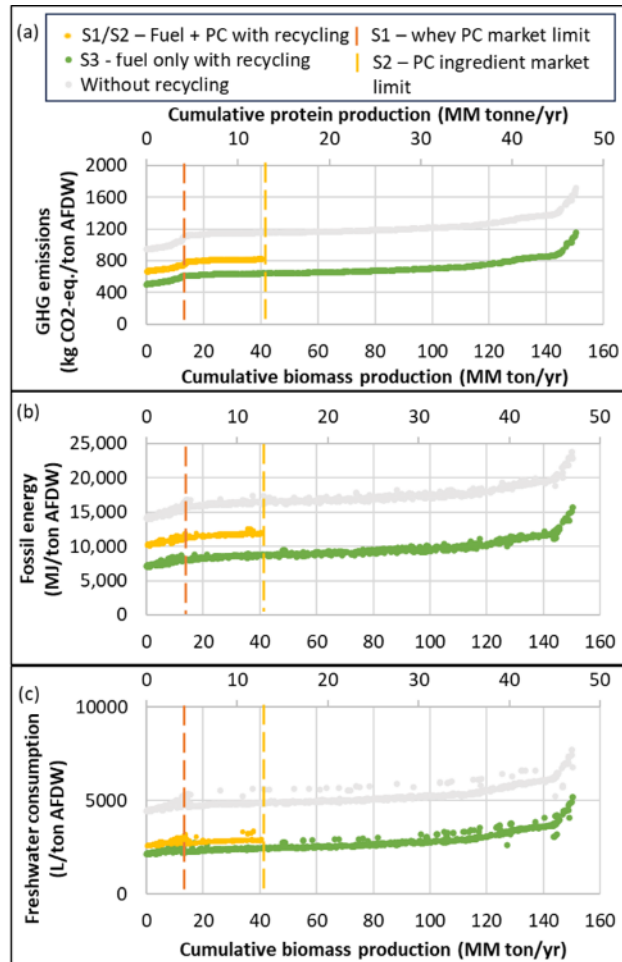 (a)
S1/S2 – Fuel + PC with recycling
S3 - fuel only with recycling
Without recycling
S1 – whey PC market limit
S2 – PC ingredient market
limit
Cumulative protein production (MM tonne/yr)
0 10 20 30 40 50
2000
1600
1200
800
400
0
GHG emissions
(kg CO2-eq./ton AFDW)
0 20 40 60 80 100 120 140 160
Cumulative biomass production (MM ton/yr)
(b)
0 10 20 30 40 50
25,000
20,000
15,000
10,000
5,000
0
Fossil energy
(MJ/ton AFDW)
0 20 40 60 80 100 120 140 160
(c)
0 10 20 30 40 50
10000
5000
0
Freshwater consumption
(L/ton AFDW)
0 20 40 60 80 100 120 140 160
Cumulative biomass production (MM ton/yr)